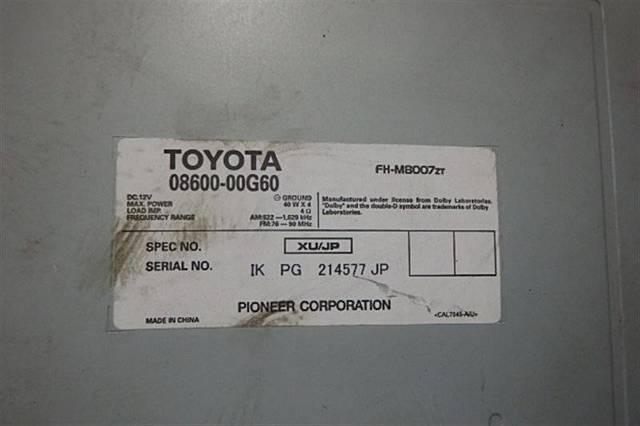 TOYOTA
08600-00G60
FH-M8007ZT
DC.12V ⊖ GROUND
MAX. POWER 40 W X 4
LOAD IMP. 4 Ω
FREQUENCY RANGE AM:522 —1,629 kHz
FM:76 — 90 MHz
Manufactured under license from Dolby Laboratories.
"Dolby" and the double-D symbol are trademarks of Dolby
Laboratories.
SPEC NO. XU/JP
SERIAL NO. IK PG 214577 JP
PIONEER CORPORATION
MADE IN CHINA
<CAL7045-A/U>